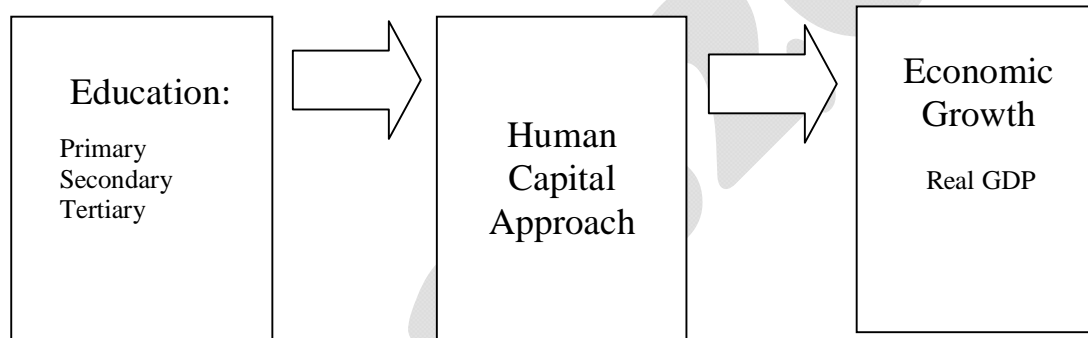 Education:
Primary
Secondary
Tertiary
Human
Capital
Approach
Economic
Growth
Real GDP